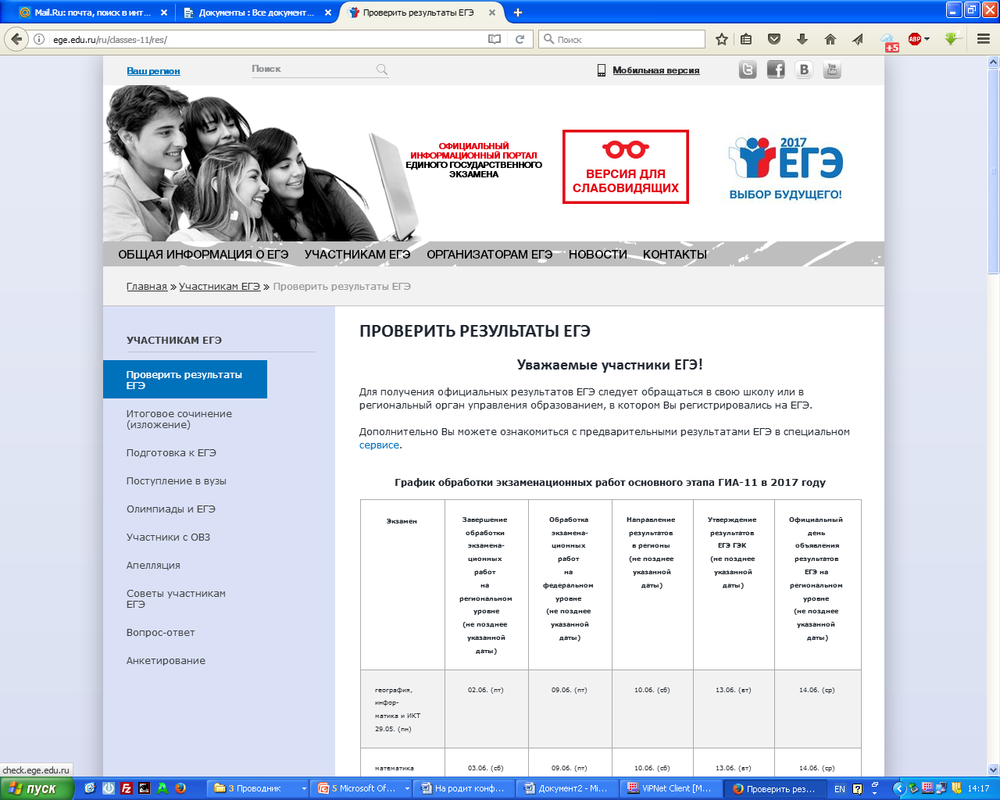 Mail.Ru: почта, поиск в инт...
Документы : Все документ...
Проверить результаты ЕГЭ
ege.edu.ru/ru/classes-11/res/
Поиск
ABP
+5
Ваш регион
Поиск
Мобильная версия
You
Tube
ОФИЦИАЛЬНЫЙ
ИНФОРМАЦИОННЫЙ ПОРТАЛ
ЕДИНОГО ГОСУДАРСТВЕННОГО
ЭКЗАМЕНА
ВЕРСИЯ ДЛЯ
СЛАБОВИДЯЩИХ
2017
ЕГЭ
ВЫБОР БУДУЩЕГО!
ОБЩАЯ ИНФОРМАЦИЯ О ЕГЭ УЧАСТНИКАМ ЕГЭ ОРГАНИЗАТОРАМ ЕГЭ НОВОСТИ КОНТАКТЫ
Главная » Участникам ЕГЭ » Проверить результаты ЕГЭ
УЧАСТНИКАМ ЕГЭ
Проверить результаты
ЕГЭ
Итоговое сочинение
(изложение)
Подготовка к ЕГЭ
Поступление в вузы
Олимпиады и ЕГЭ
Участники с ОВЗ
Апелляция
Советы участникам
ЕГЭ
Вопрос-ответ
Анкетирование
ПРОВЕРИТЬ РЕЗУЛЬТАТЫ ЕГЭ
Уважаемые участники ЕГЭ!
Для получения официальных результатов ЕГЭ следует обращаться в свою школу или в
региональный орган управления образованием, в котором Вы регистрировались на ЕГЭ.
Дополнительно Вы можете ознакомиться с предварительными результатами ЕГЭ в специальном
сервисе.
График обработки экзаменационных работ основного этапа ГИА-11 в 2017 году
Экзамен
Завершение
обработки
экзамена-
ционных
работ
на
региональном
уровне
(не позднее
указанной
даты)
Обработка
экзамена-
ционных
работ
на
федеральном
уровне
(не позднее
указанной
даты)
Направление
результатов
в регионы
(не позднее
указанной
даты)
Утверждение
результатов
ЕГЭ ГЭК
(не позднее
указанной
даты)
Официальный
день
объявления
результатов
ЕГЭ на
региональном
уровне
(не позднее
указанной
даты)
география,
инфор-
матика и ИКТ
29.05. (пн)
02.06. (пт)
09.06. (пт)
10.06. (сб)
13.06. (вт)
14.06. (ср)
математика
03.06. (сб)
09.06. (пт)
10.06. (сб)
13.06. (вт)
14.06. (ср)
check.ege.edu.ru
пуск
3 Проводник
5 Microsoft Of...
На родит конф...
Документ2 - Mi...
ViPNet Client [M...
Проверить рез...
EN
14:17